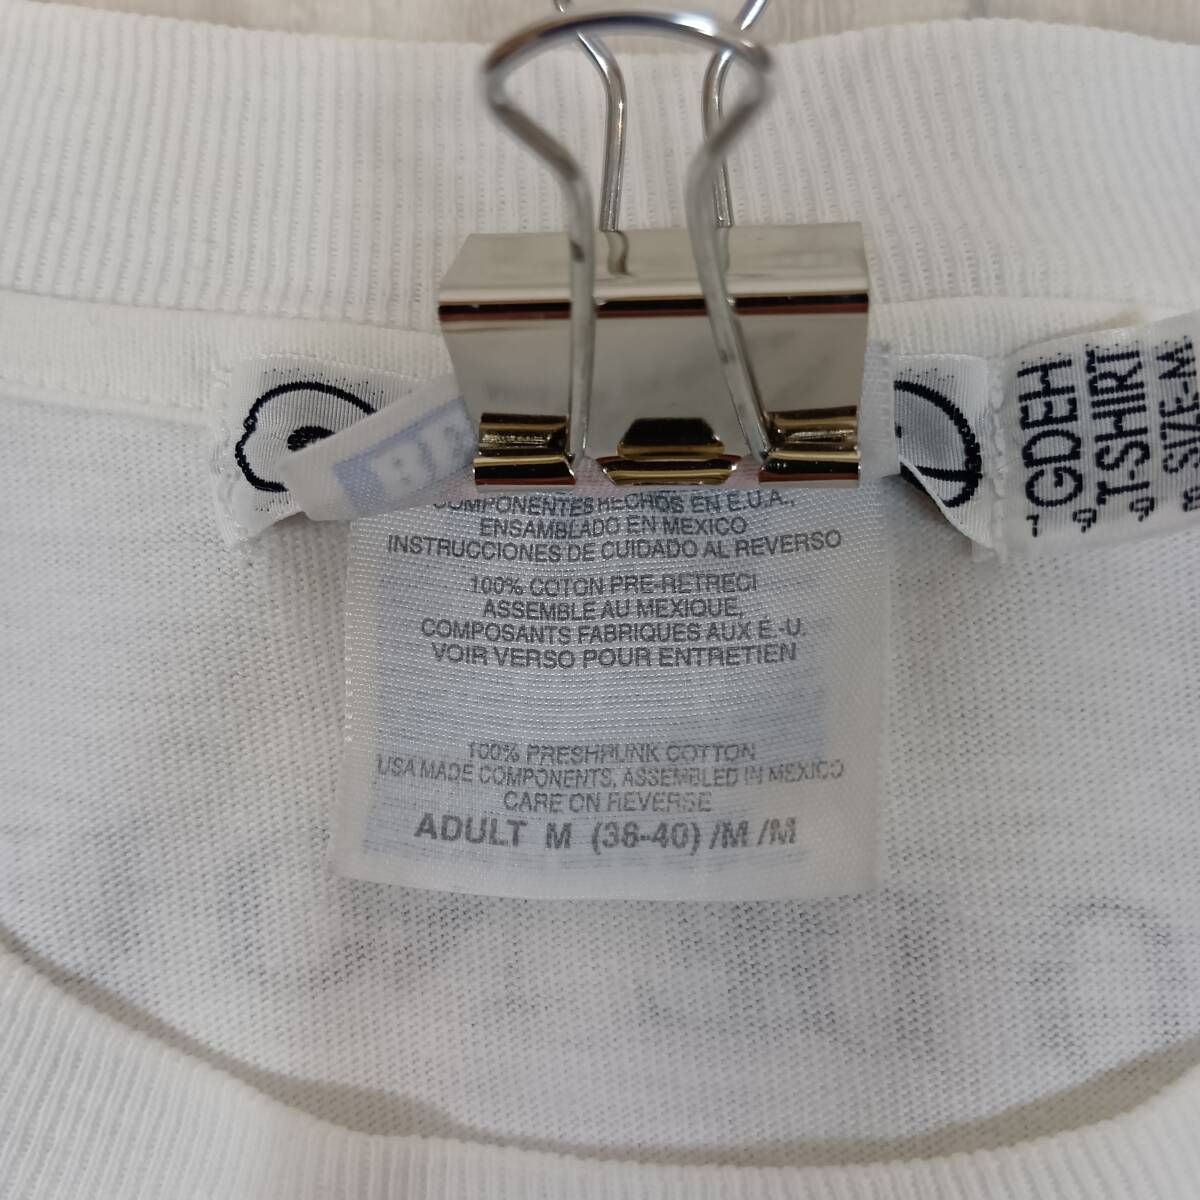 COMPONENTES HECHOS EN E.U.A.,
ENSAMBLADO EN MEXICO
INSTRUCCIONES DE CUIDADO AL REVERSO
100% COTON PRE-RETRECI
ASSEMBLE AU MEXIQUE,
COMPOSANTS FABRIQUES AUX É.-U.
VOIR VERSO POUR ENTRETIEN
100% PRESHRUNK COTTON
USA MADE COMPONENTS, ASSEMBLED IN MEXICO
CARE ON REVERSE
ADULT M (38-40) /M /M
GDEH
T-SHIRT
SIZE-M